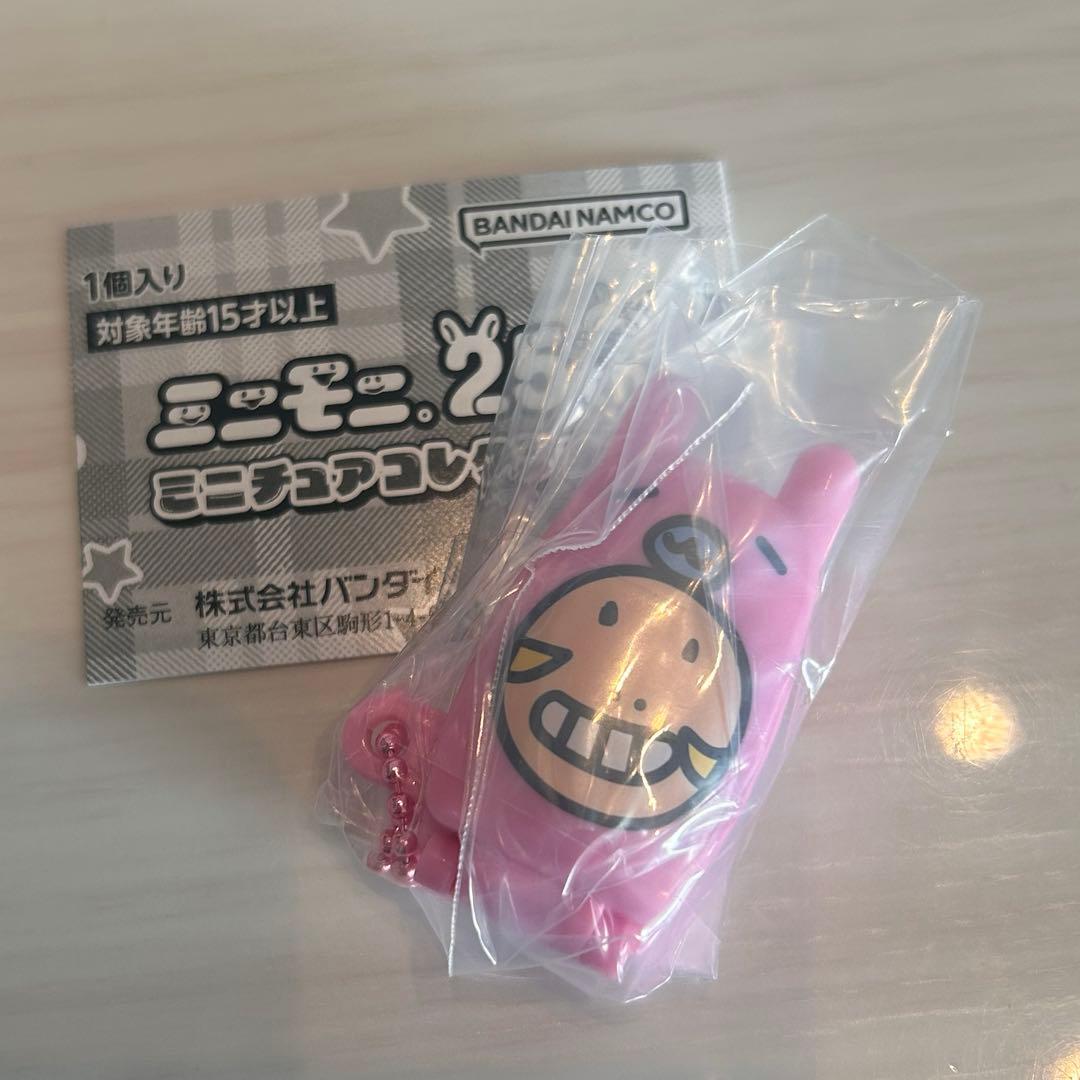 BANDAI NAMCO
1個入り
対象年齢15才以上
ミニモニ。2
ミニチュアコレ
発売元 株式会社バンダイ
東京都台東区駒形1-4-